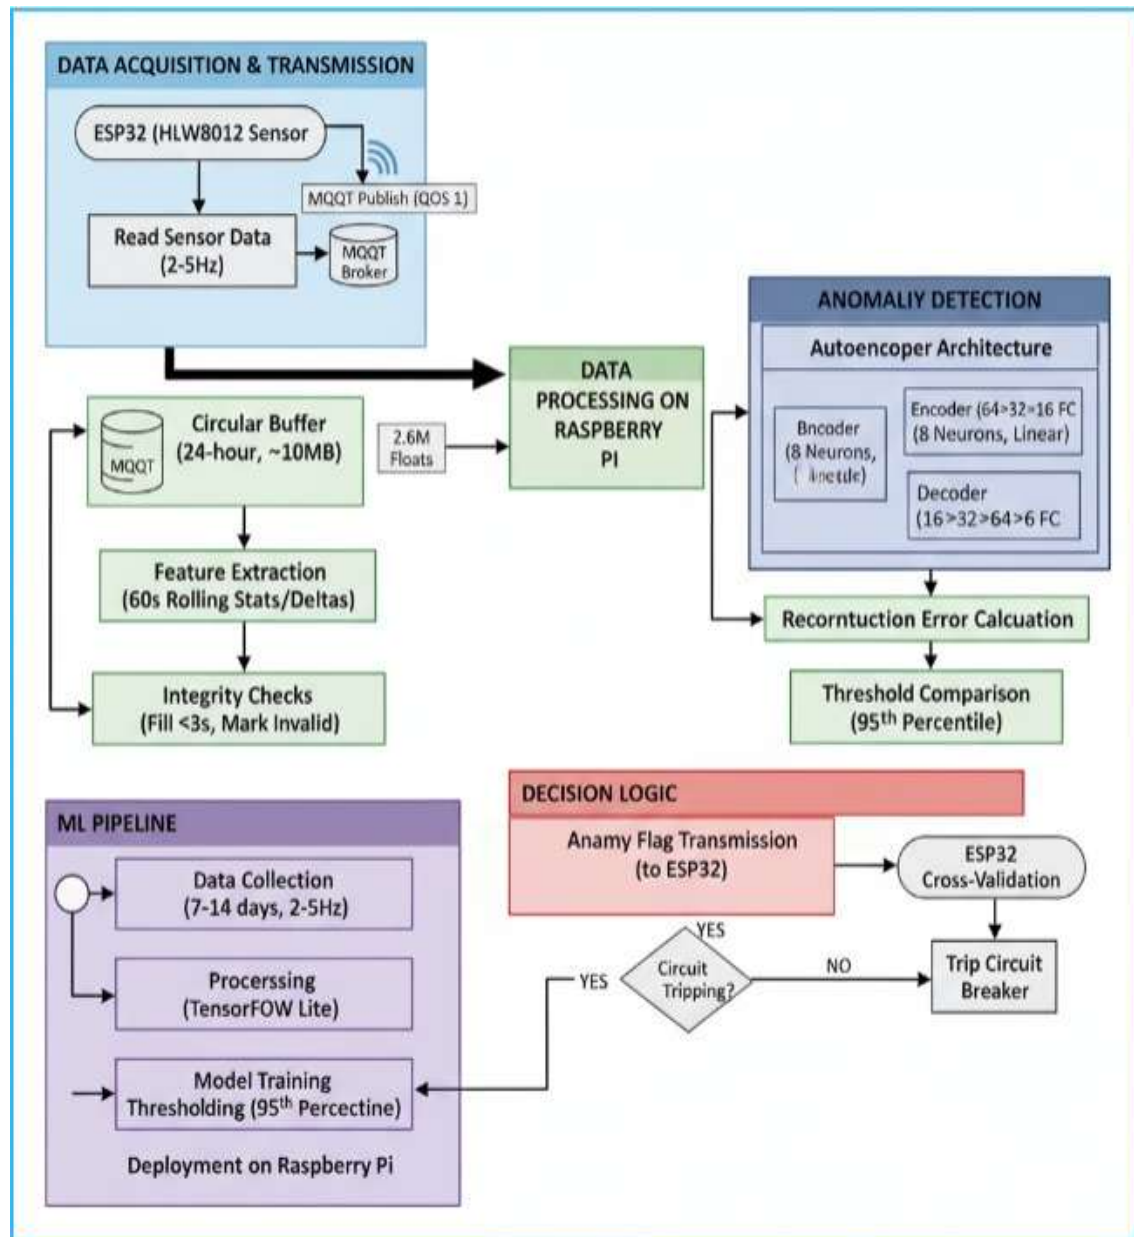 DATA ACQUISITION & TRANSMISSION
ESP32 (HLW8012 Sensor
MQQT Publish (QOS 1)
Read Sensor Data
(2-5Hz)
MQQT
Broker
DATA
PROCESSING ON
RASPBERRY
PI
Circular Buffer
(24-hour, ~10MB)
MQQT
2.6M
Floats
Feature Extraction
(60s Rolling Stats/Deltas)
Integrity Checks
(Fill <3s, Mark Invalid)
ANOMALIY DETECTION
Autoencoper Architecture
Bncoder
(8 Neurons,
Encoder (64>32=16 FC
(8 Neurons, Linear)
Decoder
(16>32>64>6 FC
Recorntuction Error Calcuation
Threshold Comparison
(95th Percentile)
DECISION LOGIC
Anamy Flag Transmission
(to ESP32)
ESP32
Cross-Validation
YES
Circuit
Tripping?
YES
NO
Trip Circuit
Breaker
ML PIPELINE
Data Collection
(7-14 days, 2-5Hz)
Procerssing
(TensorFOW Lite)
Model Training
Thresholding (95th Percectine)
Deployment on Raspberry Pi